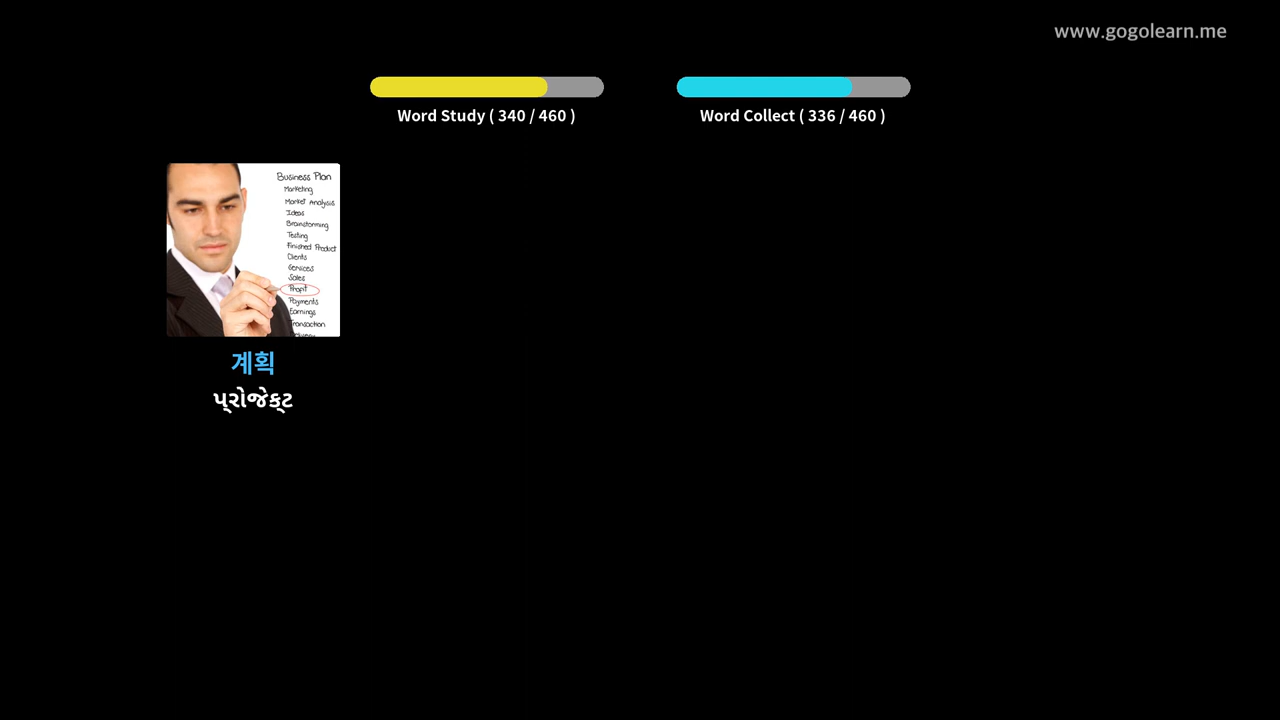 www.gogolearn.me
Word Study ( 340 / 460 )
Word Collect ( 336 / 460 )
Business Plan
Marketing
Market Analysis
Ideas
Brainstorming
Testing
Finished Product
Clients
Services
Sales
Profit
Payments
Earnings
Transaction
Delivery
계획
પ્રોજેક્ટ